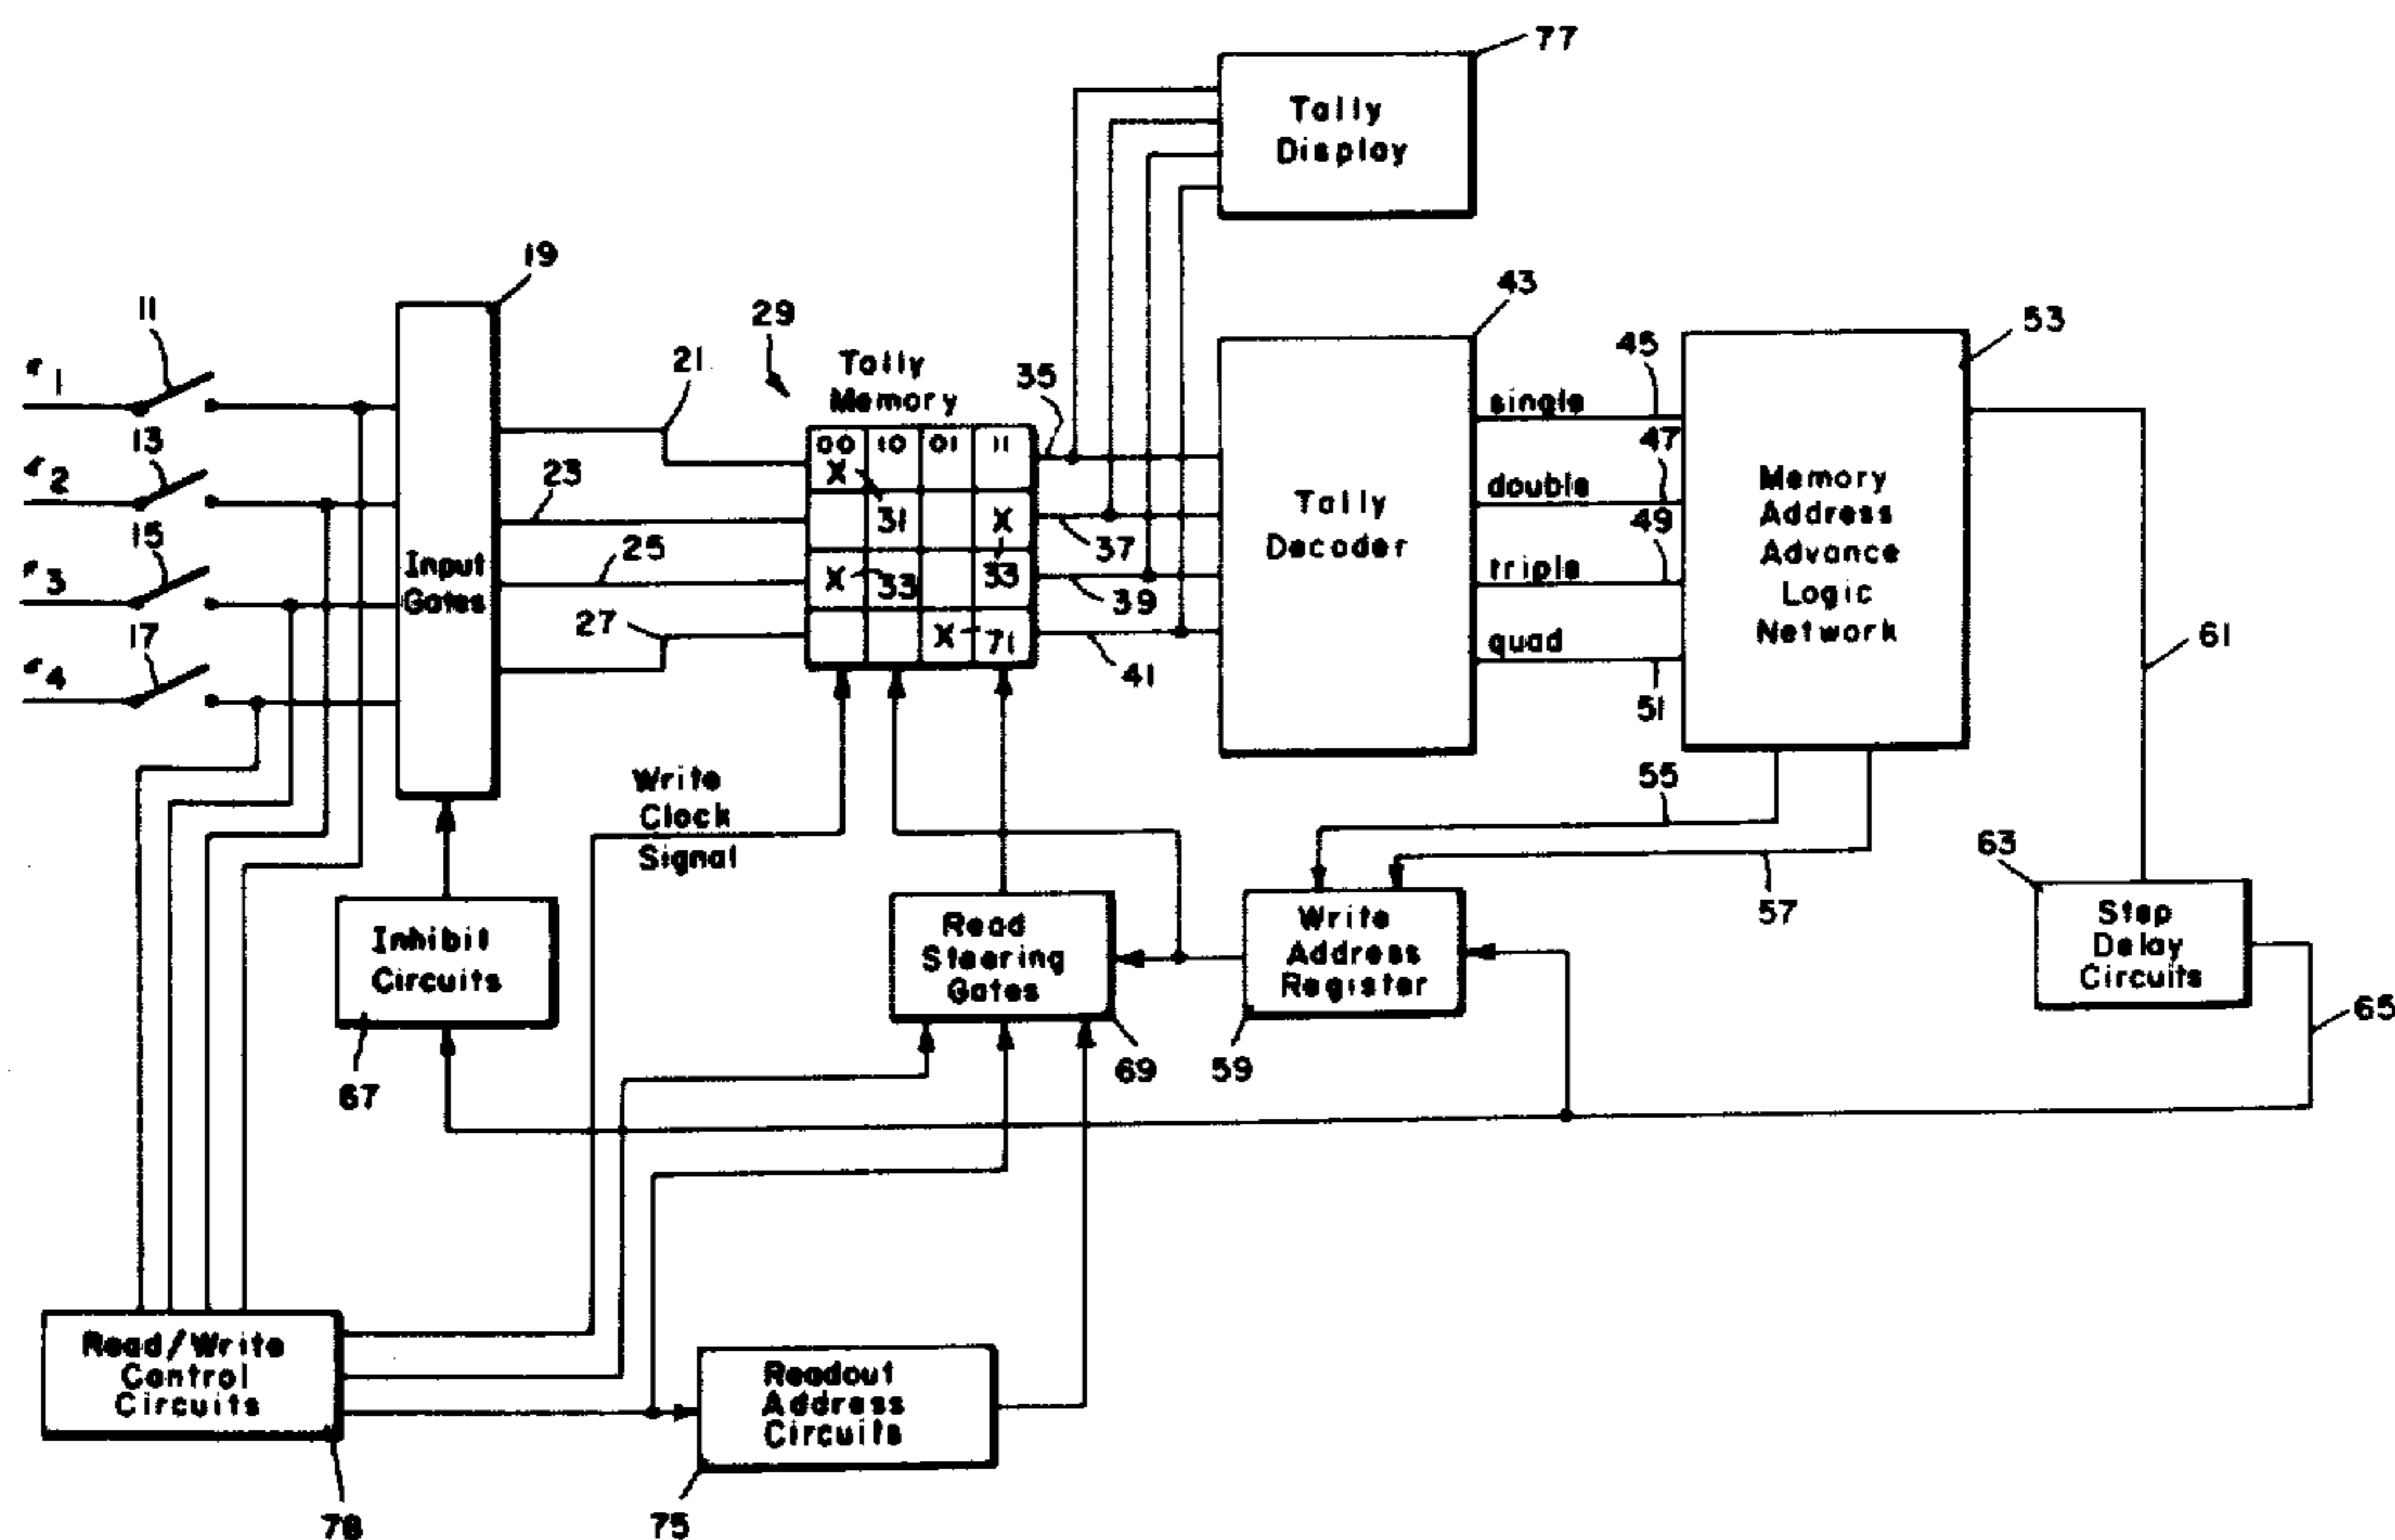 77
Tally
Display
19
11
29
43
53
#1
13
21
Tally
Memory
35
single
45
47
#2
15
23
00 10 01 11
X
31 X
double
49
37
Tally
Decoder
Memory
Address
Advance
Logic
Network
#3
17
25
Input
Gates
X 33 33
39
triple
#4
27
X 71
41
quad
51
61
Write
Clock
Signal
55
57
63
Inhibit
Circuits
Read
Steering
Gates
Write
Address
Register
Step
Delay
Circuits
65
67
69
59
Read/Write
Control
Circuits
Readout
Address
Circuits
78
75